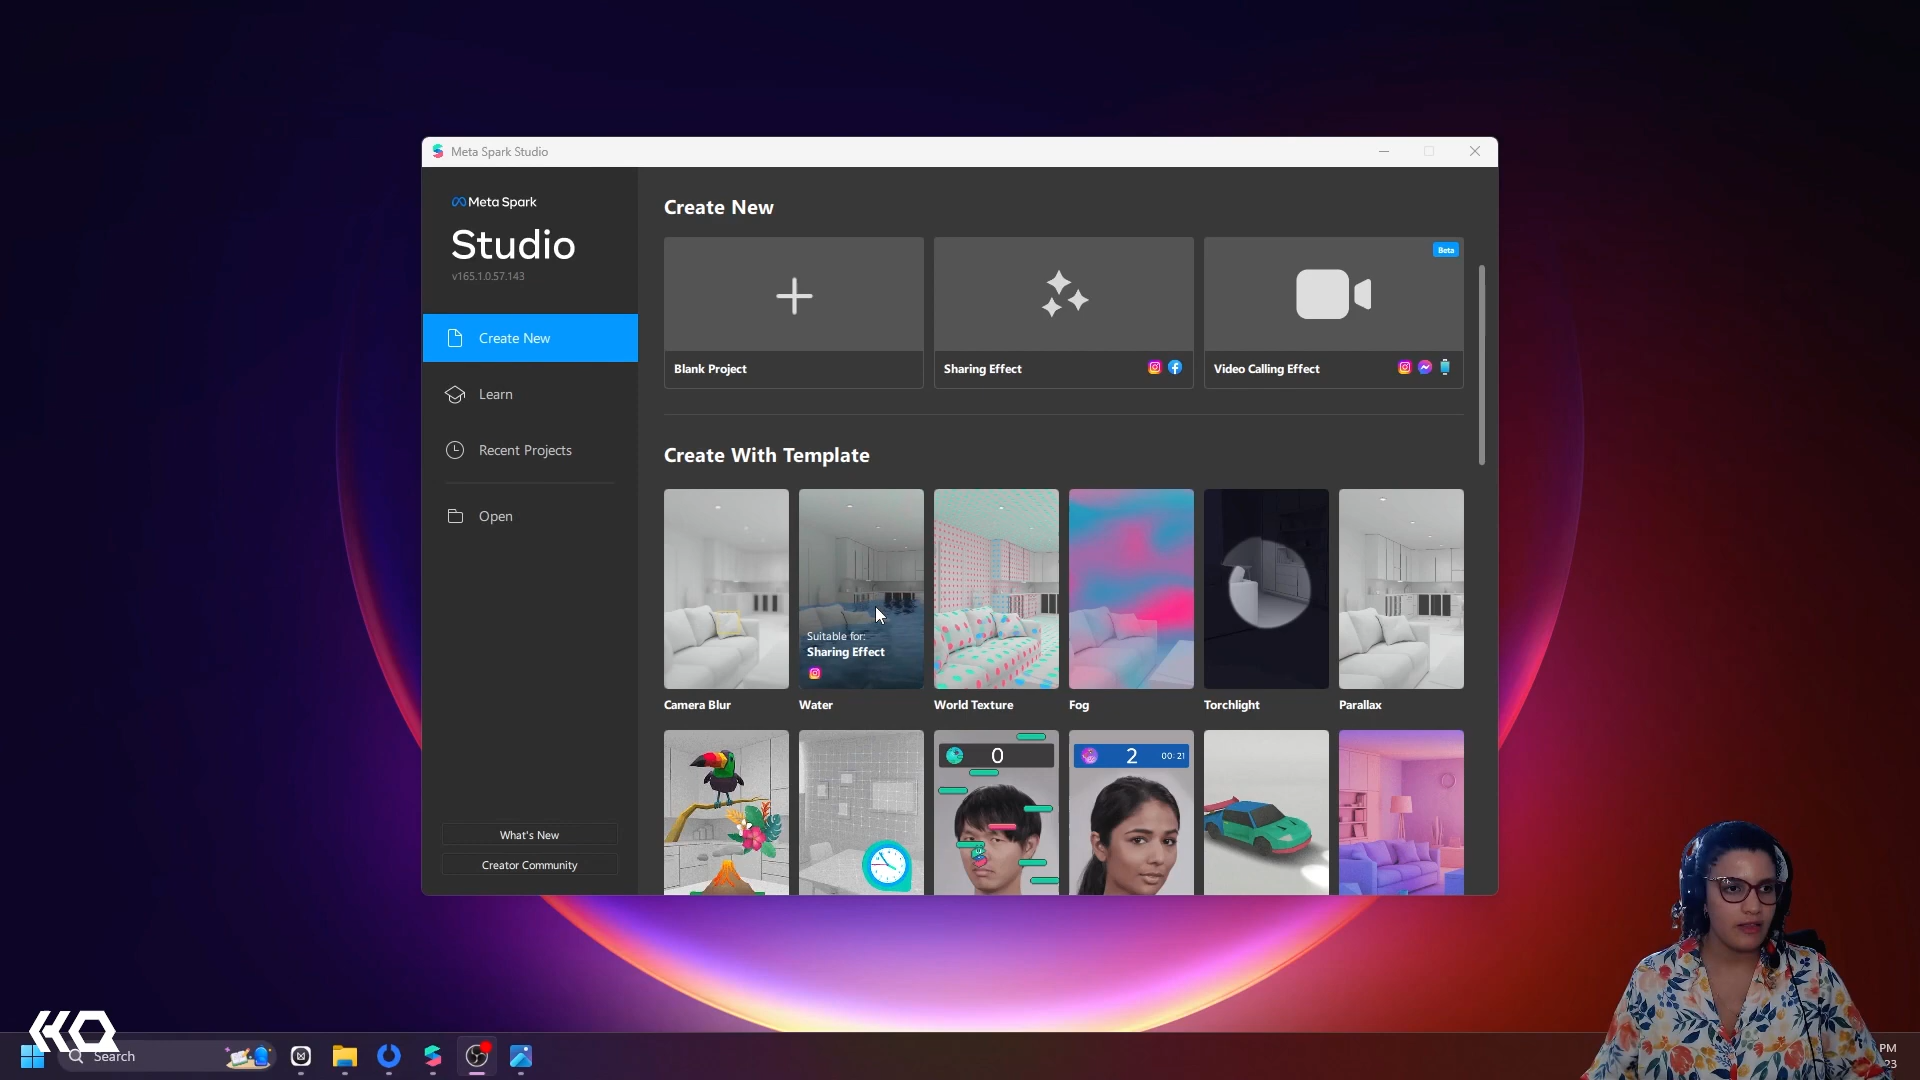 Meta Spark Studio
Meta Spark
Studio
v165.1.0.57.143
Create New
Learn
Recent Projects
Open
What's New
Creator Community
Create New
Beta
Blank Project
Sharing Effect
Video Calling Effect
Create With Template
Suitable for:
Sharing Effect
Camera Blur
Water
World Texture
Fog
Torchlight
Parallax
0
2
00:21
HQ
Search
PM
23